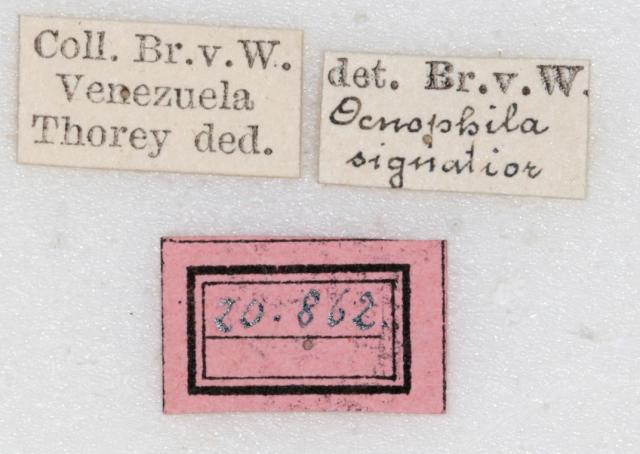 Coll. Br.v.W.
Venezuela
Thorey ded.
det. Br.v.W.
Ocnophila
signatior
20.862.